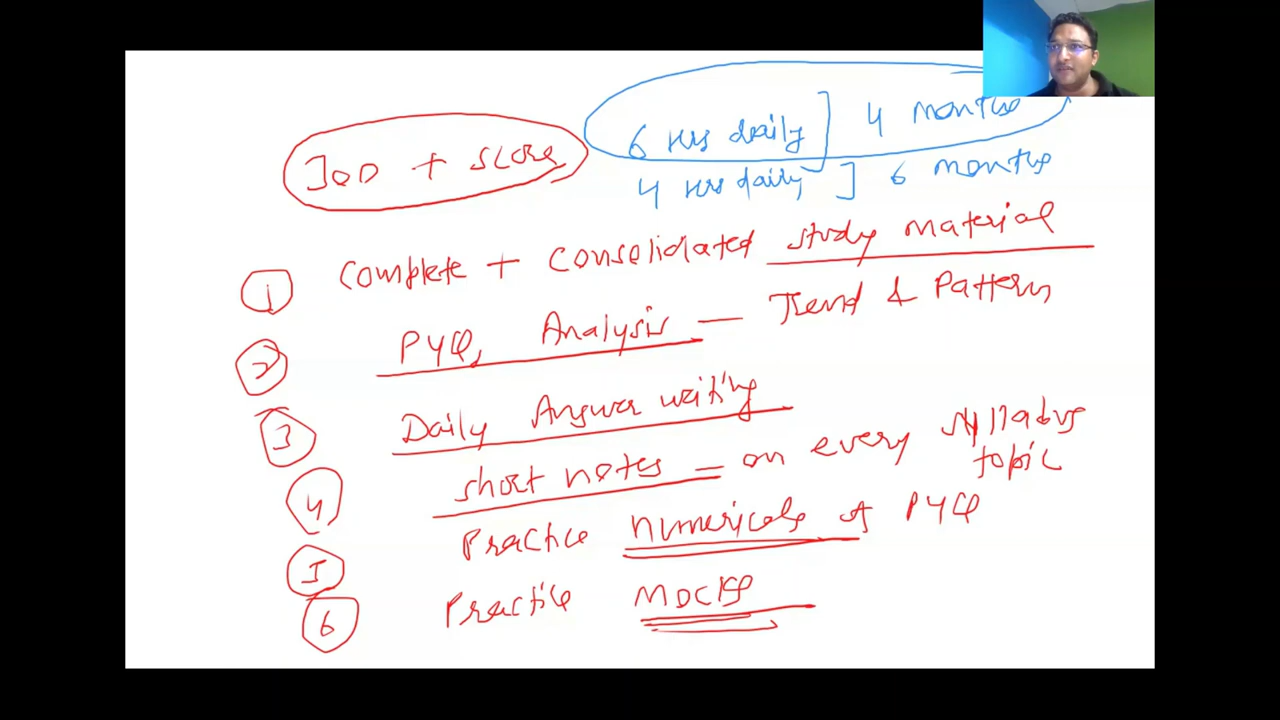 6 Hrs daily ] 4 months
300 + score
4 Hrs daily ] 6 months
1 Complete + Consolidated study material
2 PYQs Analysis — Trend & Pattern
3 Daily Answer writing
4 short notes = on every syllabus topic
5 Practice Numericals of PYQ
6 Practice MOCKs